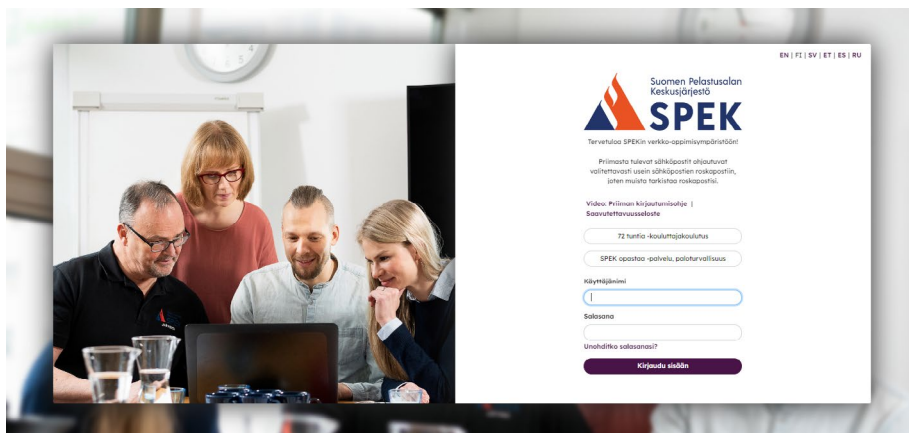 EN | FI | SV | ET | ES | RU
Suomen Pelastusalan
Keskusjärjestö
SPEK
Tervetuloa SPEKin verkko-oppimisympäristöön!
Priimasta tulevat sähköpostit ohjautuvat
valitettavasti usein sähköpostien roskapostiin,
joten muista tarkistaa roskapostisi.
Video: Priiman kirjautumisohje |
Saavutettavuusseloste
72 tuntia -kouluttajakoulutus
SPEK opastaa -palvelu, paloturvallisuus
Käyttäjänimi
Salasana
Unohditko salasanasi?
Kirjaudu sisään